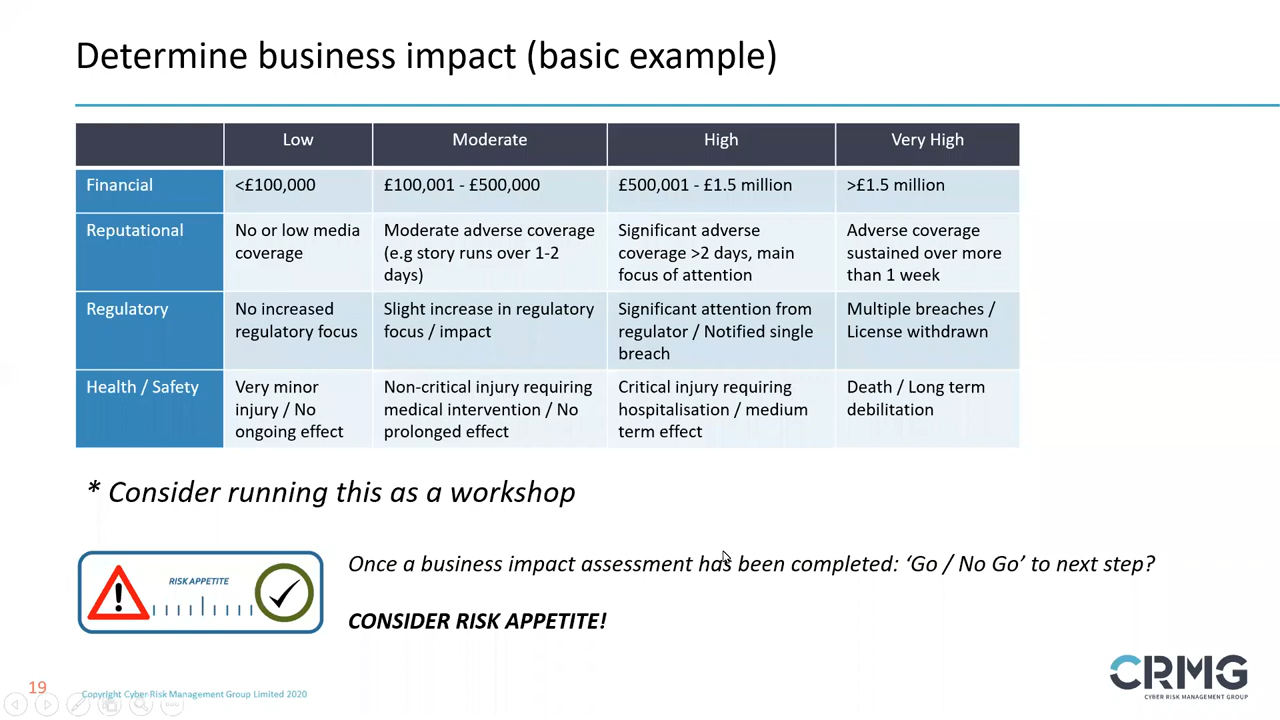 Determine business impact (basic example)
Low
Moderate
High
Very High
Financial
<£100,000
£100,001 - £500,000
£500,001 - £1.5 million
>£1.5 million
Reputational
No or low media
coverage
Moderate adverse coverage
(e.g story runs over 1-2
days)
Significant adverse
coverage >2 days, main
focus of attention
Adverse coverage
sustained over more
than 1 week
Regulatory
No increased
regulatory focus
Slight increase in regulatory
focus / impact
Significant attention from
regulator / Notified single
breach
Multiple breaches /
License withdrawn
Health / Safety
Very minor
injury / No
ongoing effect
Non-critical injury requiring
medical intervention / No
prolonged effect
Critical injury requiring
hospitalisation / medium
term effect
Death / Long term
debilitation
* Consider running this as a workshop
RISK APPETITE
Once a business impact assessment has been completed: ‘Go / No Go’ to next step?
CONSIDER RISK APPETITE!
CRMG
CYBER RISK MANAGEMENT GROUP
19
Copyright Cyber Risk Management Group Limited 2020